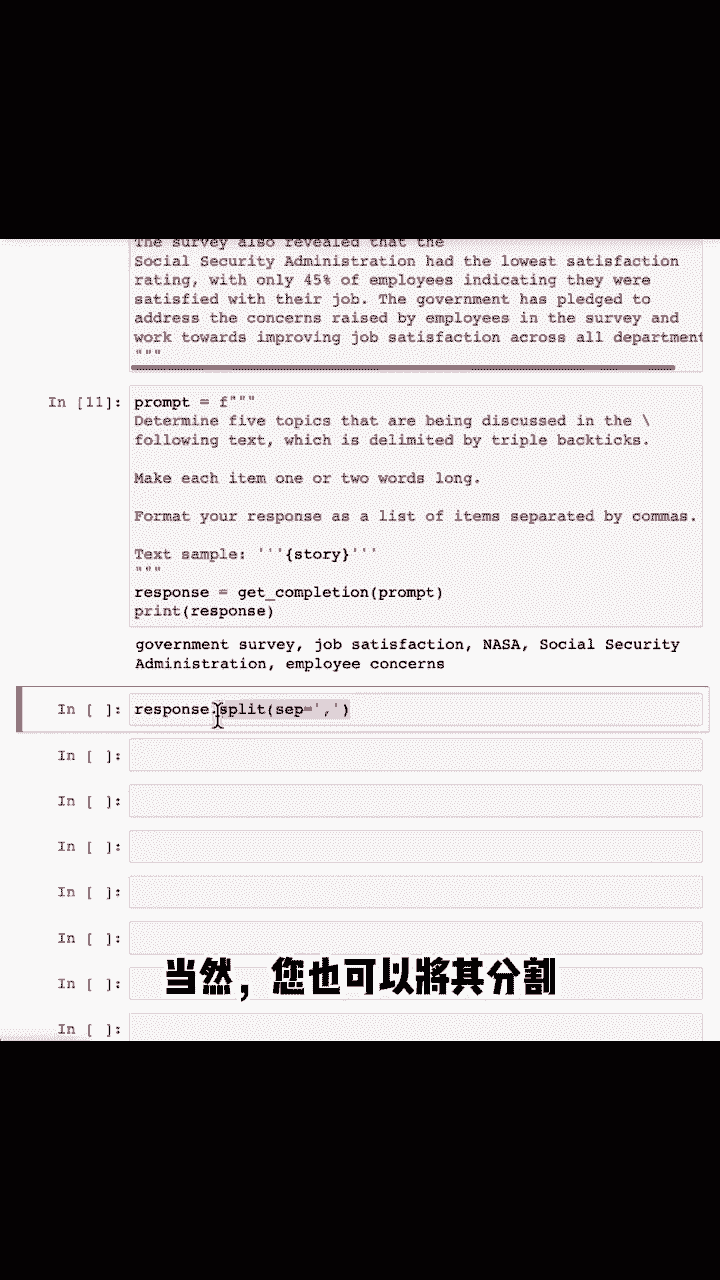 The survey also revealed that the
Social Security Administration had the lowest satisfaction
rating, with only 45% of employees indicating they were
satisfied with their job. The government has pledged to
address the concerns raised by employees in the survey and
work towards improving job satisfaction across all department
"""
In [11]: prompt = f"""
Determine five topics that are being discussed in the \
following text, which is delimited by triple backticks.
Make each item one or two words long.
Format your response as a list of items separated by commas.
Text sample: '''{story}'''
"""
response = get_completion(prompt)
print(response)
government survey, job satisfaction, NASA, Social Security
Administration, employee concerns
In [ ]: response.split(sep=',')
In [ ]:
In [ ]:
In [ ]:
In [ ]:
In [ ]:
In [ ]:
当然，您也可以將其分割
In [ ]: